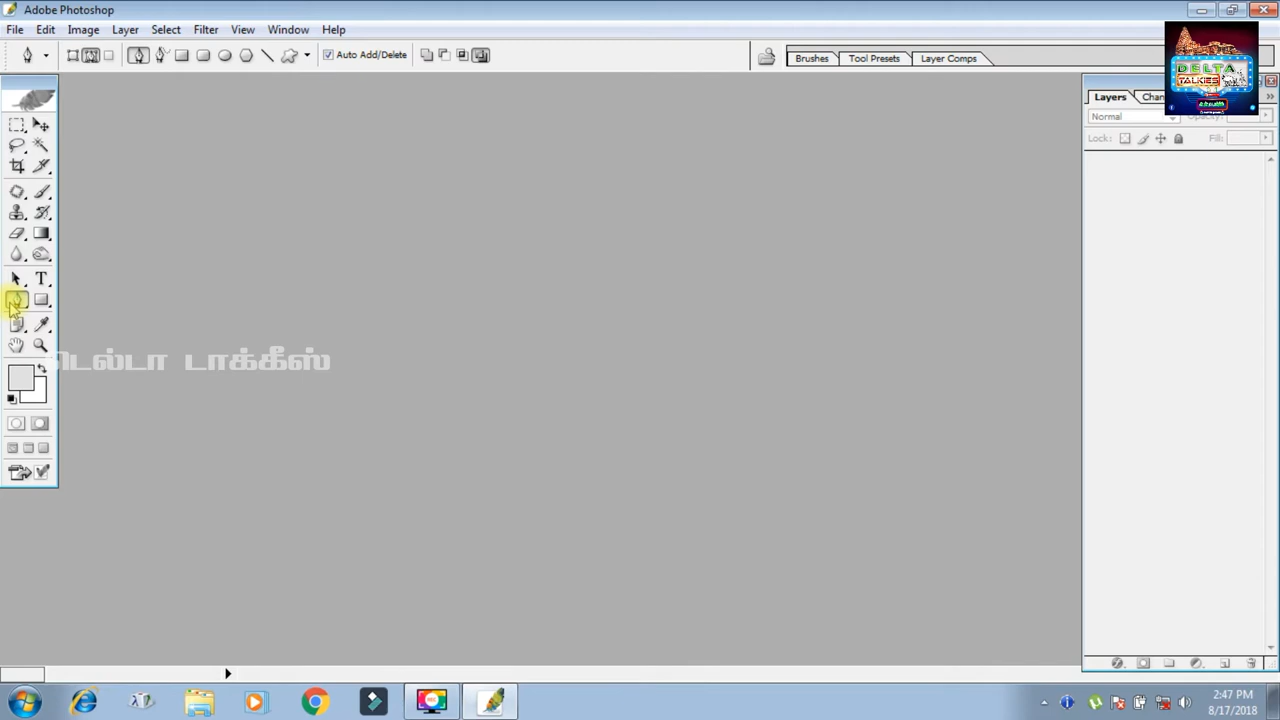 Adobe Photoshop
File Edit Image Layer Select Filter View Window Help
Auto Add/Delete
Brushes Tool Presets Layer Comps
DELTA
TALKIES
Layers
Normal
Lock: Fill:
டெல்டா டாக்கீஸ்
2:47 PM
8/17/2018